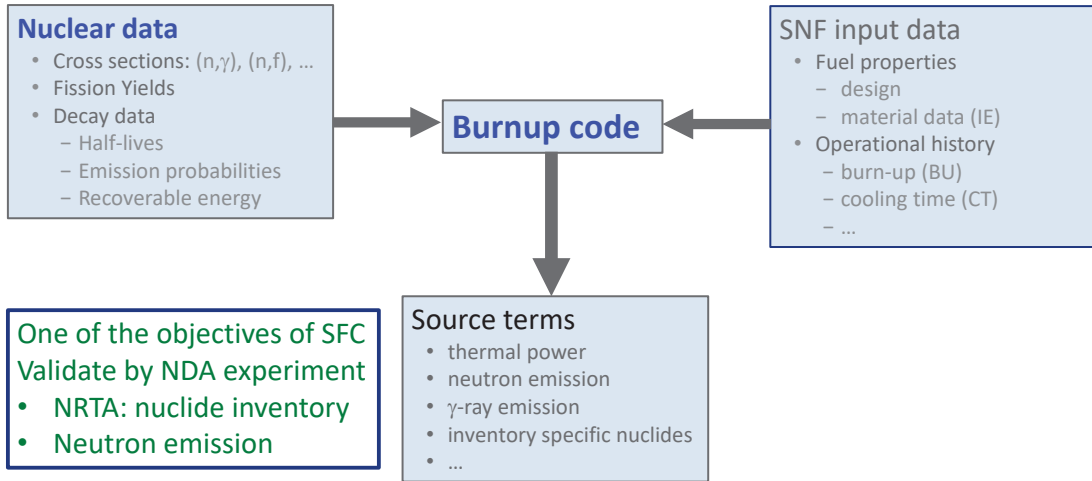 Nuclear data
• Cross sections: (n,γ), (n,f), …
• Fission Yields
• Decay data
– Half-lives
– Emission probabilities
– Recoverable energy
Burnup code
SNF input data
• Fuel properties
– design
– material data (IE)
• Operational history
– burn-up (BU)
– cooling time (CT)
– …
One of the objectives of SFC
Validate by NDA experiment
• NRTA: nuclide inventory
• Neutron emission
Source terms
• thermal power
• neutron emission
• γ-ray emission
• inventory specific nuclides
• …